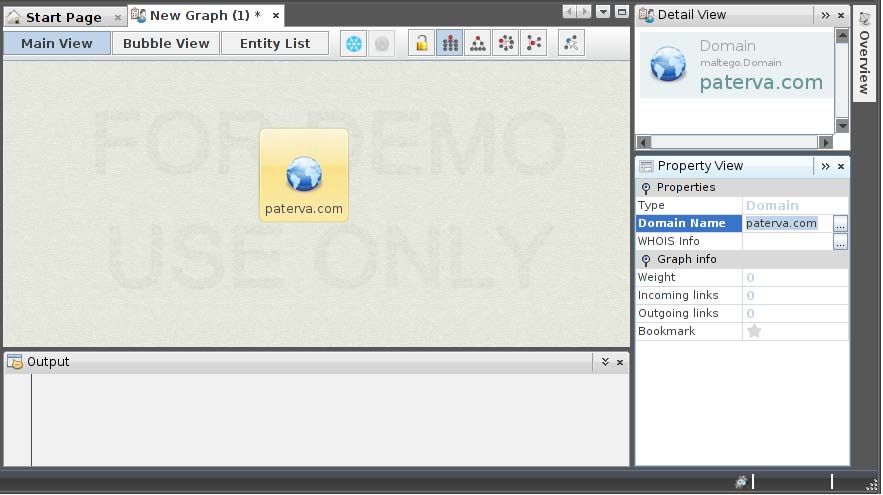 Start Page
New Graph (1) *
Main View
Bubble View
Entity List
FOR DEMO
USE ONLY
paterva.com
Output
Detail View
Domain
maltego.Domain
paterva.com
Property View
Properties
Type Domain
Domain Name paterva.com ...
WHOIS Info ...
Graph info
Weight 0
Incoming links 0
Outgoing links 0
Bookmark
Overview